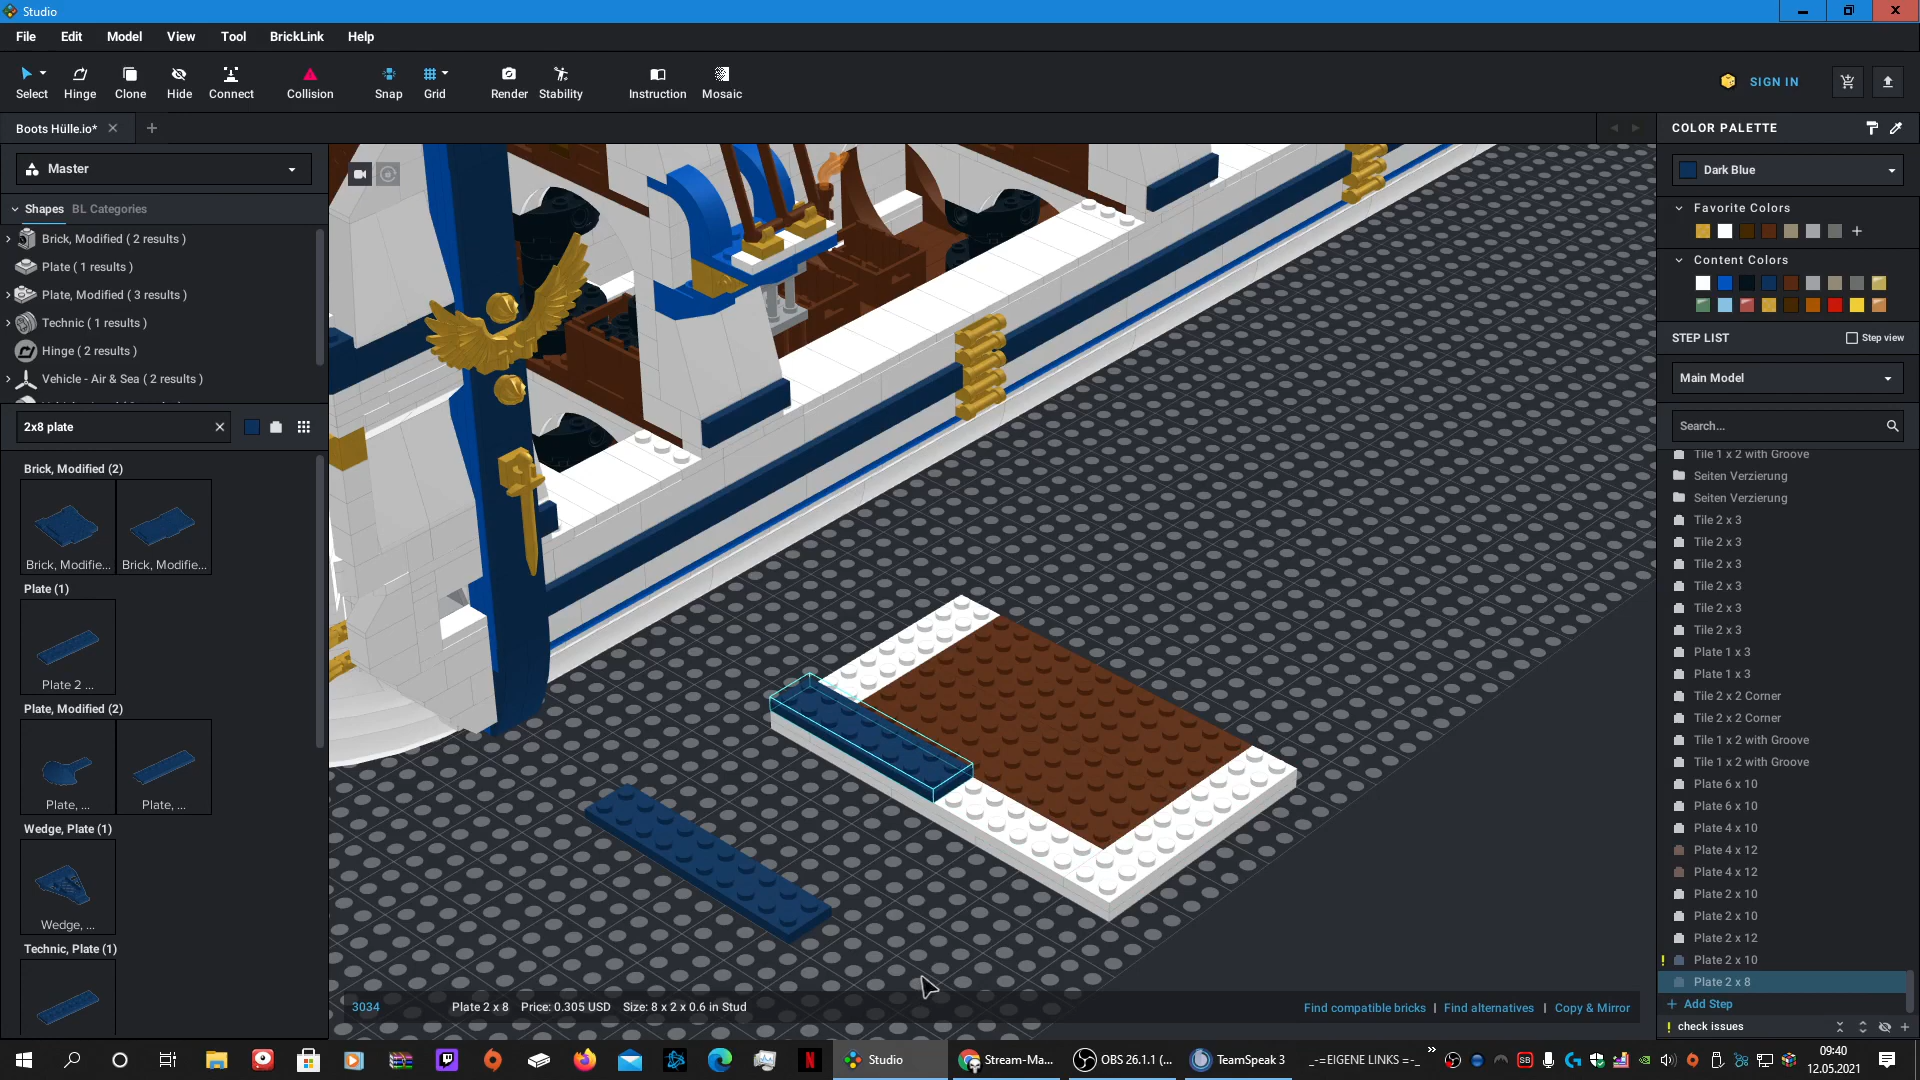 Studio
File Edit Model View Tool BrickLink Help
Select Hinge Clone Hide Connect Collision Snap Grid Render Stability Instruction Mosaic
SIGN IN
Boots Hülle.io*
Master
Shapes BL Categories
Brick, Modified ( 2 results )
Plate ( 1 results )
Plate, Modified ( 3 results )
Technic ( 1 results )
Hinge ( 2 results )
Vehicle - Air & Sea ( 2 results )
2x8 plate
Brick, Modified (2)
Brick, Modifie... Brick, Modifie...
Plate (1)
Plate 2 ...
Plate, Modified (2)
Plate, ... Plate, ...
Wedge, Plate (1)
Wedge, ...
Technic, Plate (1)
3034 Plate 2 x 8 Price: 0.305 USD Size: 8 x 2 x 0.6 in Stud
Find compatible bricks | Find alternatives | Copy & Mirror
COLOR PALETTE
Dark Blue
Favorite Colors
Content Colors
STEP LIST
Step view
Main Model
Search...
Tile 1 x 2 with Groove
Seiten Verzierung
Seiten Verzierung
Tile 2 x 3
Tile 2 x 3
Tile 2 x 3
Tile 2 x 3
Tile 2 x 3
Tile 2 x 3
Plate 1 x 3
Plate 1 x 3
Tile 2 x 2 Corner
Tile 2 x 2 Corner
Tile 1 x 2 with Groove
Tile 1 x 2 with Groove
Plate 6 x 10
Plate 6 x 10
Plate 4 x 10
Plate 4 x 12
Plate 4 x 12
Plate 2 x 10
Plate 2 x 10
Plate 2 x 12
! Plate 2 x 10
Plate 2 x 8
+ Add Step
! check issues
Studio
Stream-Ma...
OBS 26.1.1 (...
TeamSpeak 3
_-=EIGENE LINKS =-_
09:40
12.05.2021